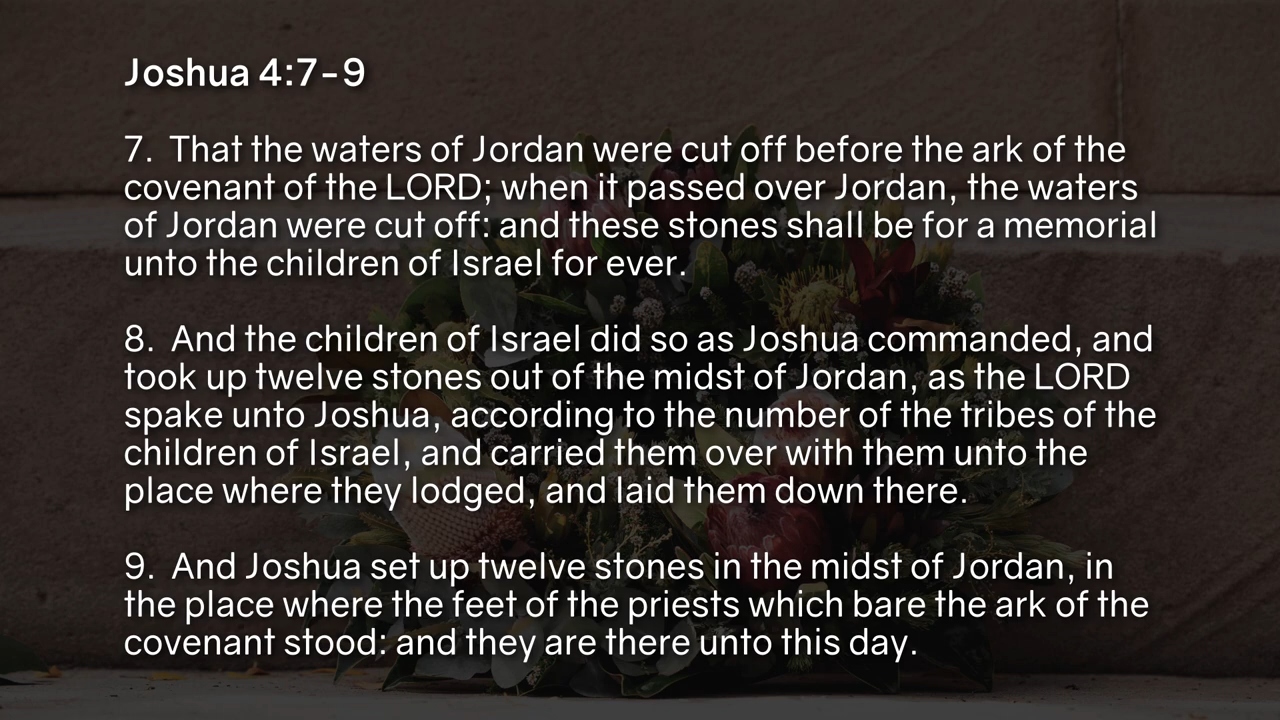 Joshua 4:7-9
7. That the waters of Jordan were cut off before the ark of the
covenant of the LORD; when it passed over Jordan, the waters
of Jordan were cut off: and these stones shall be for a memorial
unto the children of Israel for ever.
8. And the children of Israel did so as Joshua commanded, and
took up twelve stones out of the midst of Jordan, as the LORD
spake unto Joshua, according to the number of the tribes of the
children of Israel, and carried them over with them unto the
place where they lodged, and laid them down there.
9. And Joshua set up twelve stones in the midst of Jordan, in
the place where the feet of the priests which bare the ark of the
covenant stood: and they are there unto this day.